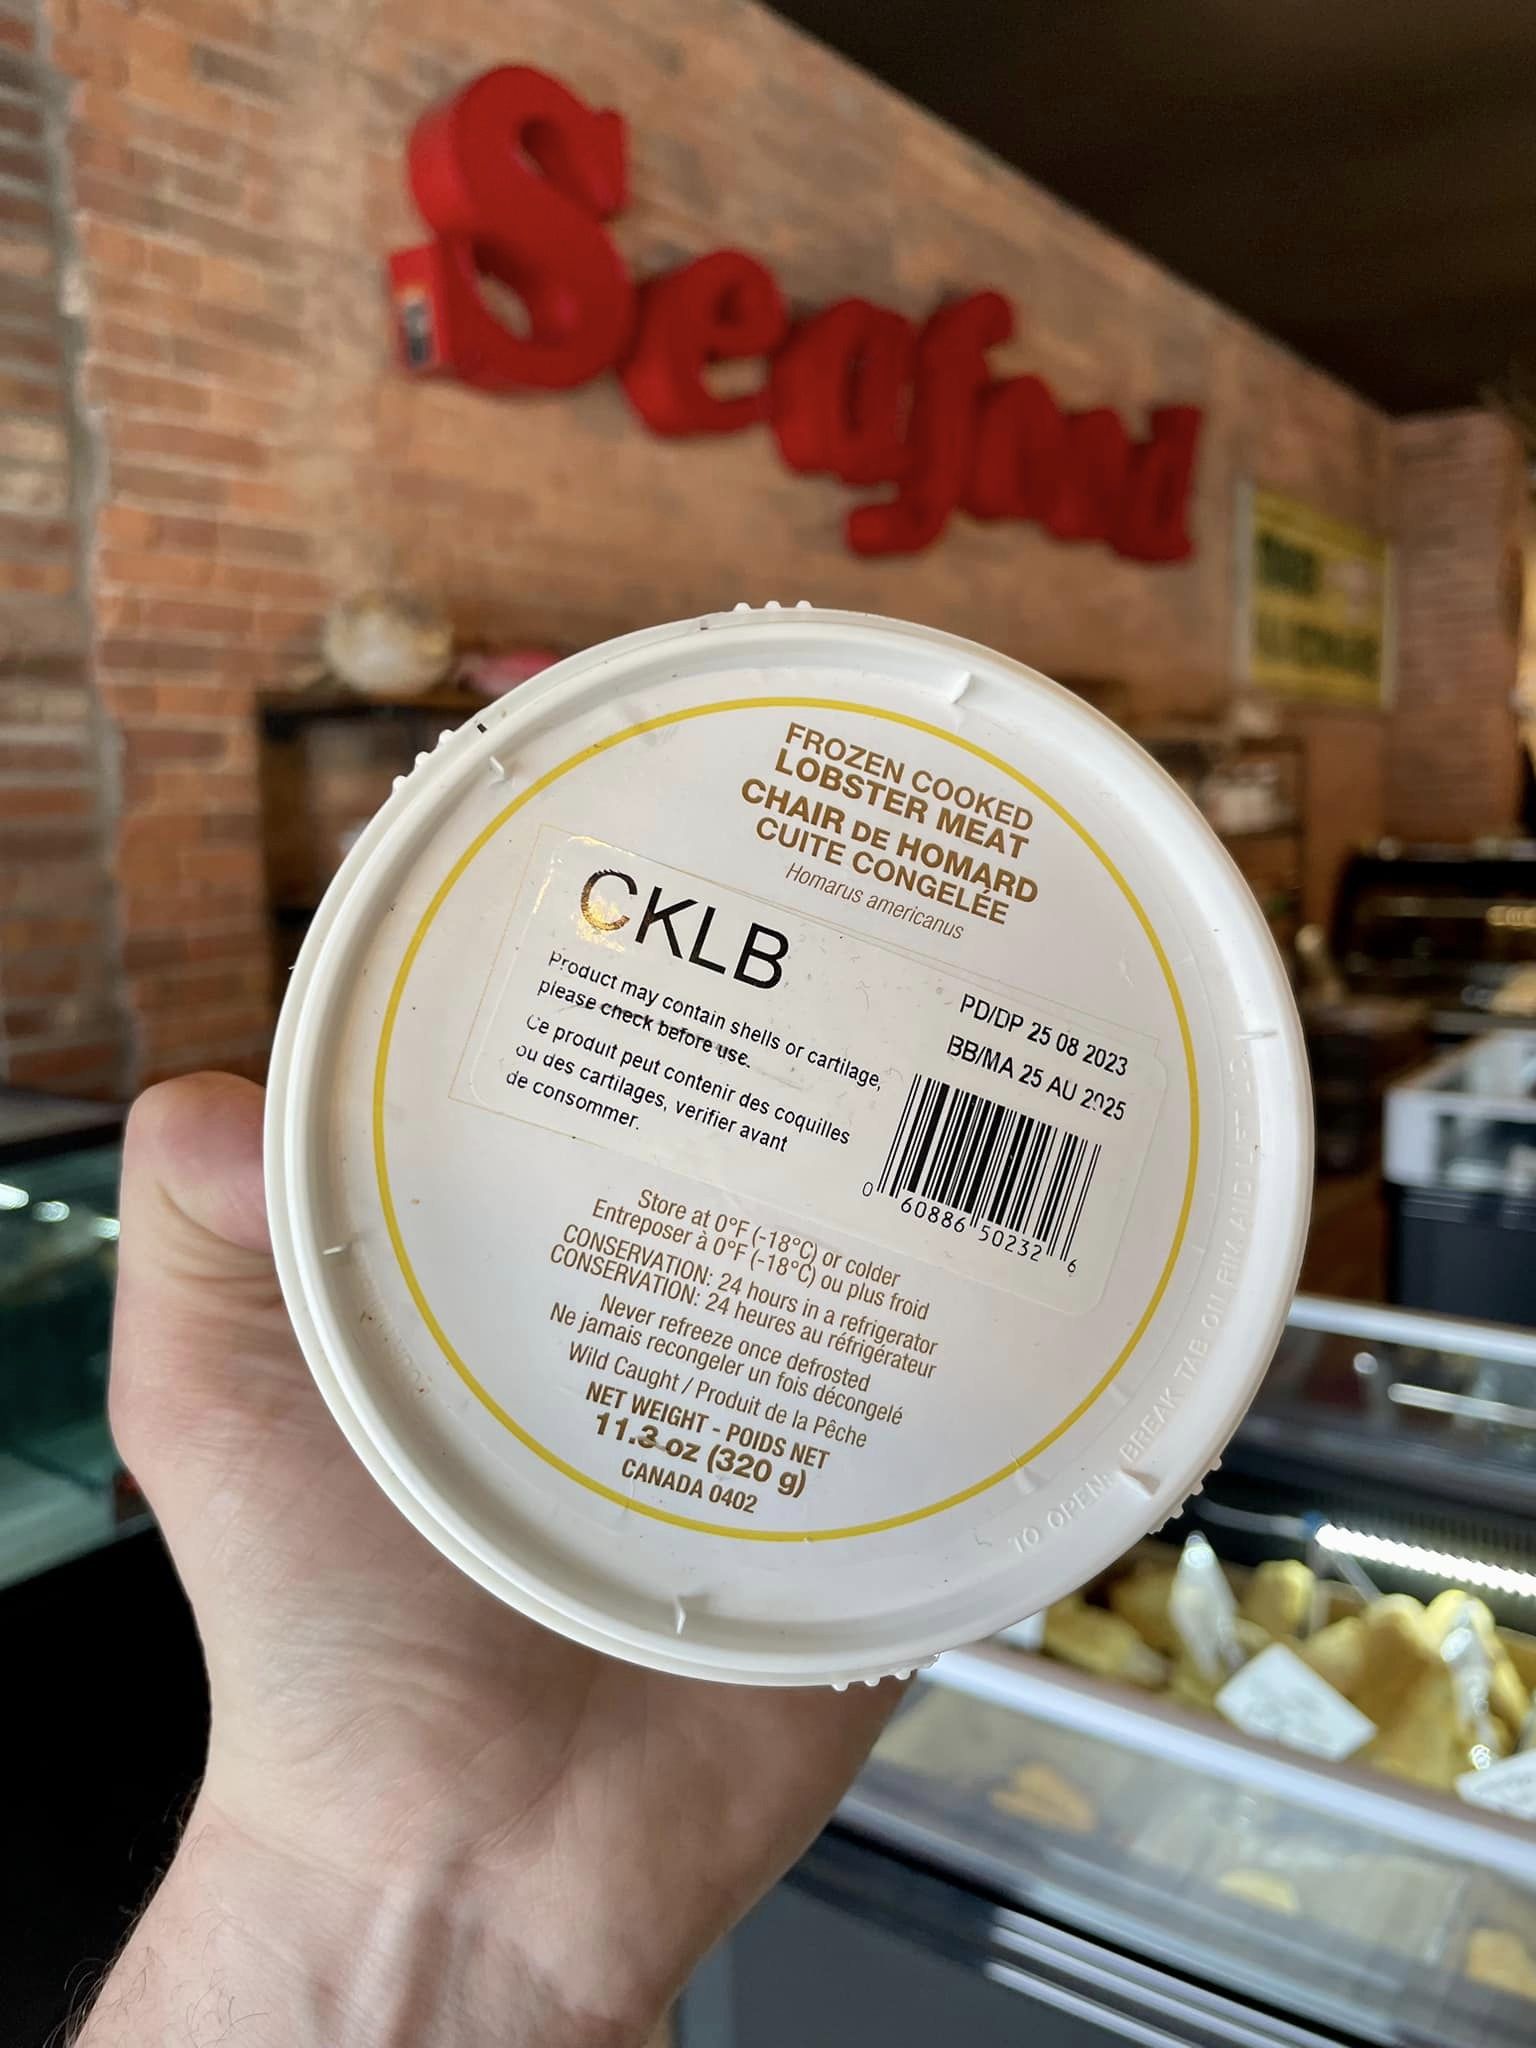 Seafood
FROZEN COOKED
LOBSTER MEAT
CHAIR DE HOMARD
CUITE CONGELÉE
Homarus americanus
CKLB
Product may contain shells or cartilage,
please check before use.
Ce produit peut contenir des coquilles
ou des cartilages, verifier avant
de consommer.
PD/DP 25 08 2023
BB/MA 25 AU 2025
0 60886 50232 6
Store at 0°F (-18°C) or colder
Entreposer à 0°F (-18°C) ou plus froid
CONSERVATION: 24 hours in a refrigerator
CONSERVATION: 24 heures au réfrigérateur
Never refreeze once defrosted
Ne jamais recongeler un fois décongelé
Wild Caught / Produit de la Pêche
NET WEIGHT - POIDS NET
11.3 oz (320 g)
CANADA 0402
TO OPEN: BREAK TAB ON RIM AND LIFT